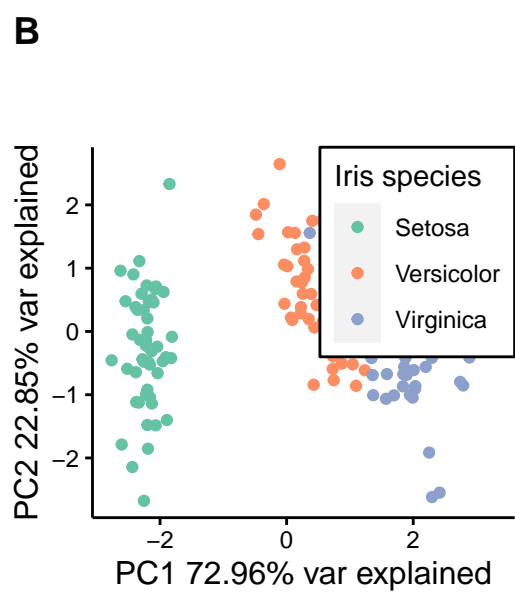 B
PC2 22.85% var explained
2
1
0
−1
−2
Iris species
Setosa
Versicolor
Virginica
−2 0 2
PC1 72.96% var explained